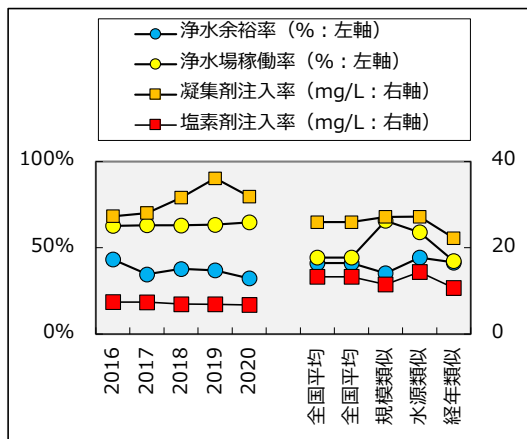 浄水余裕率（%：左軸）
浄水場稼働率（%：左軸）
凝集剤注入率（mg/L：右軸）
塩素剤注入率（mg/L：右軸）
100%
50%
0%
40
20
0
2016
2017
2018
2019
2020
全国平均
全国平均
規模類似
水源類似
経年類似